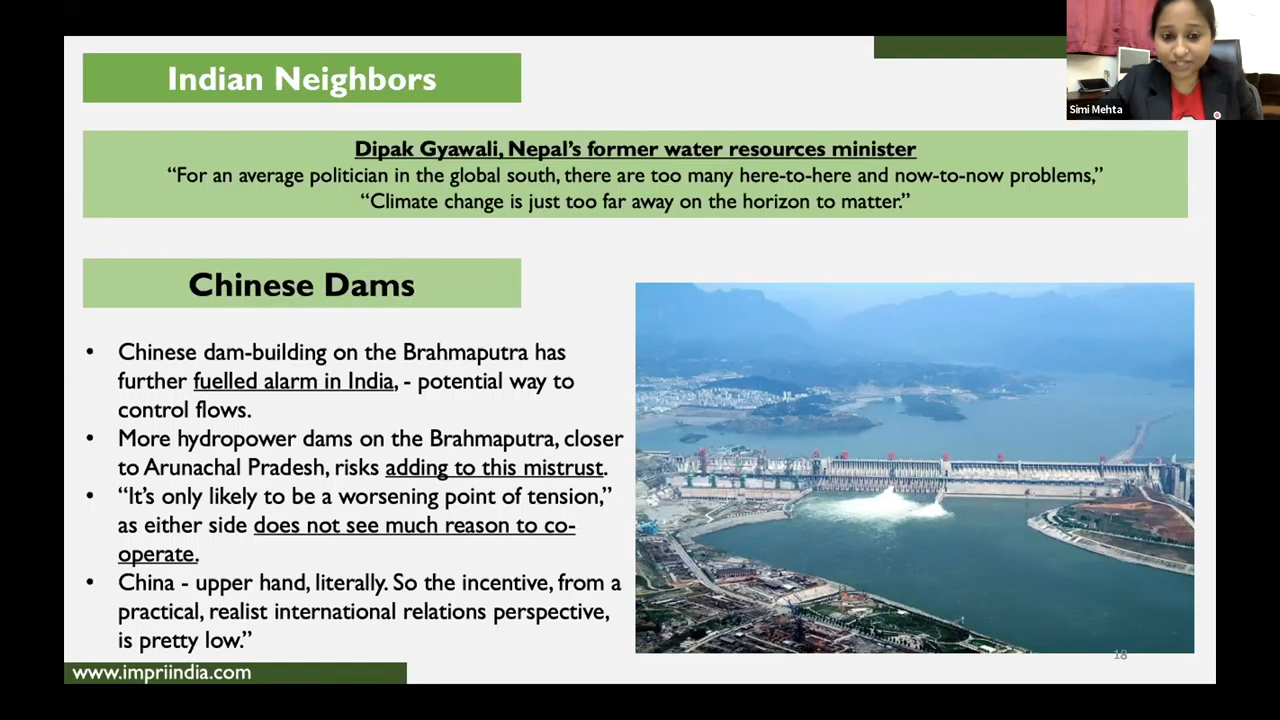 Simi Mehta
Indian Neighbors
Dipak Gyawali, Nepal’s former water resources minister
“For an average politician in the global south, there are too many here-to-here and now-to-now problems,”
“Climate change is just too far away on the horizon to matter.”
Chinese Dams
• Chinese dam-building on the Brahmaputra has
further fuelled alarm in India, - potential way to
control flows.
• More hydropower dams on the Brahmaputra, closer
to Arunachal Pradesh, risks adding to this mistrust.
• “It’s only likely to be a worsening point of tension,”
as either side does not see much reason to co-
operate.
• China - upper hand, literally. So the incentive, from a
practical, realist international relations perspective,
is pretty low.”
18
www.impriindia.com